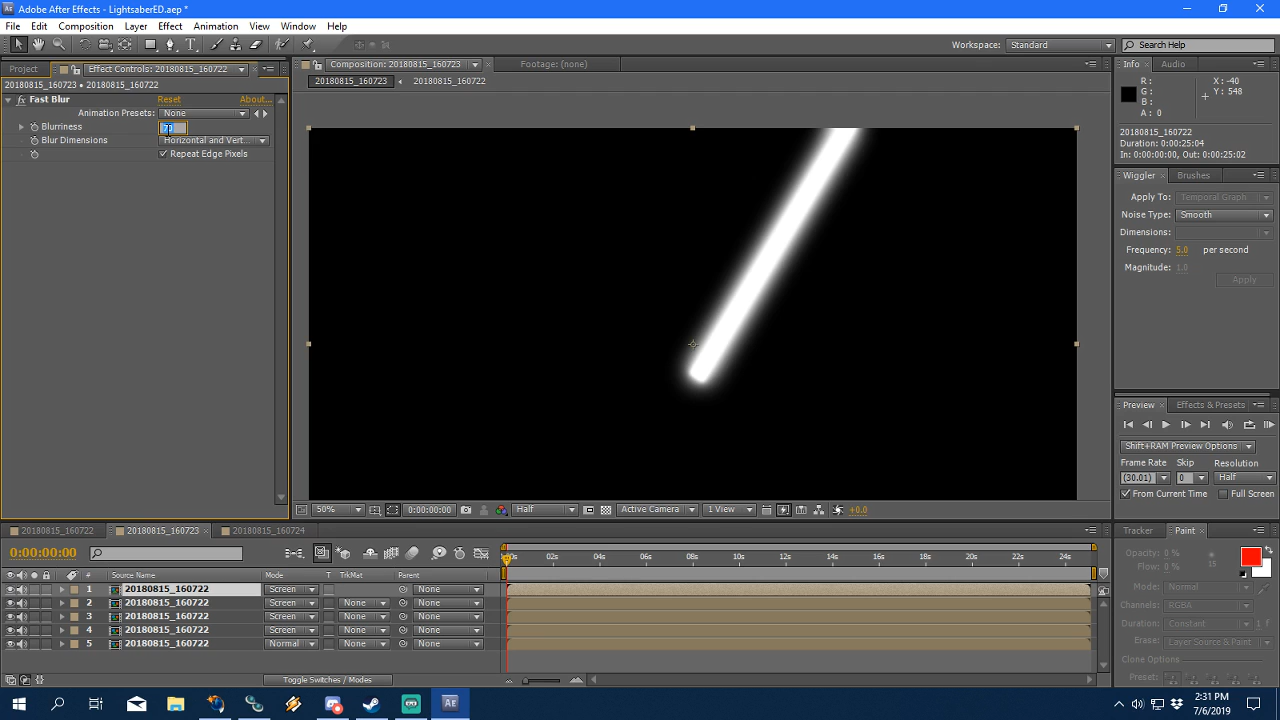 Adobe After Effects - LightsaberED.aep *
File Edit Composition Layer Effect Animation View Window Help
Workspace: Standard Search Help
Project Effect Controls: 20180815_160722 Composition: 20180815_160723 Footage: (none) Info Audio
20180815_160723 • 20180815_160722 20180815_160723 20180815_160722
fx Fast Blur Reset About...
Animation Presets: None
Blurriness 70
Blur Dimensions Horizontal and Vert...
Repeat Edge Pixels
R: X: -40
G: Y: 548
B:
A: 0
20180815_160722
Duration: 0:00:25:04
In: 0:00:00:00, Out: 0:00:25:02
Wiggler Brushes
Apply To: Temporal Graph
Noise Type: Smooth
Dimensions:
Frequency: 5.0 per second
Magnitude: 1.0
Apply
Preview Effects & Presets
Shift+RAM Preview Options
Frame Rate Skip Resolution
(30.01) 0 Half
From Current Time Full Screen
50% 0:00:00:00 Half Active Camera 1 View +0.0
20180815_160722 20180815_160723 20180815_160724
0:00:00:00
:00s 02s 04s 06s 08s 10s 12s 14s 16s 18s 20s 22s 24s
# Source Name Mode T TrkMat Parent
1 20180815_160722 Screen None
2 20180815_160722 Screen None None
3 20180815_160722 Screen None None
4 20180815_160722 Screen None None
5 20180815_160722 Normal None None
Toggle Switches / Modes
Tracker Paint
Opacity: 0 %
Flow: 0 %
15
Mode: Normal
Channels: RGBA
Duration: Constant 1 f
Erase: Layer Source & Paint
Clone Options
Preset:
Ae
2:31 PM
7/6/2019